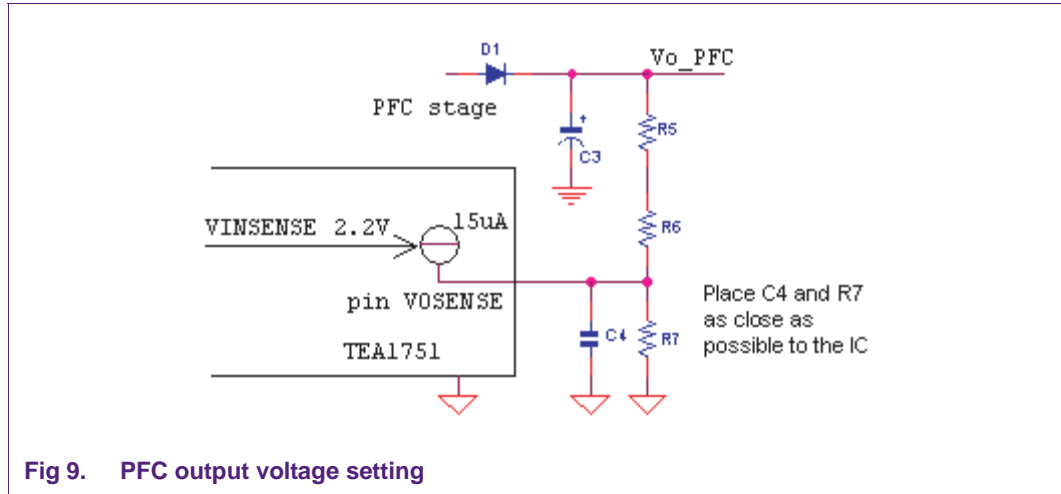 D1
Vo_PFC
PFC stage
+
R5
C3
15uA
VINSENSE 2.2V
R6
pin VOSENSE
Place C4 and R7
as close as
possible to the IC
C4
R7
TEA1751
Fig 9. PFC output voltage setting